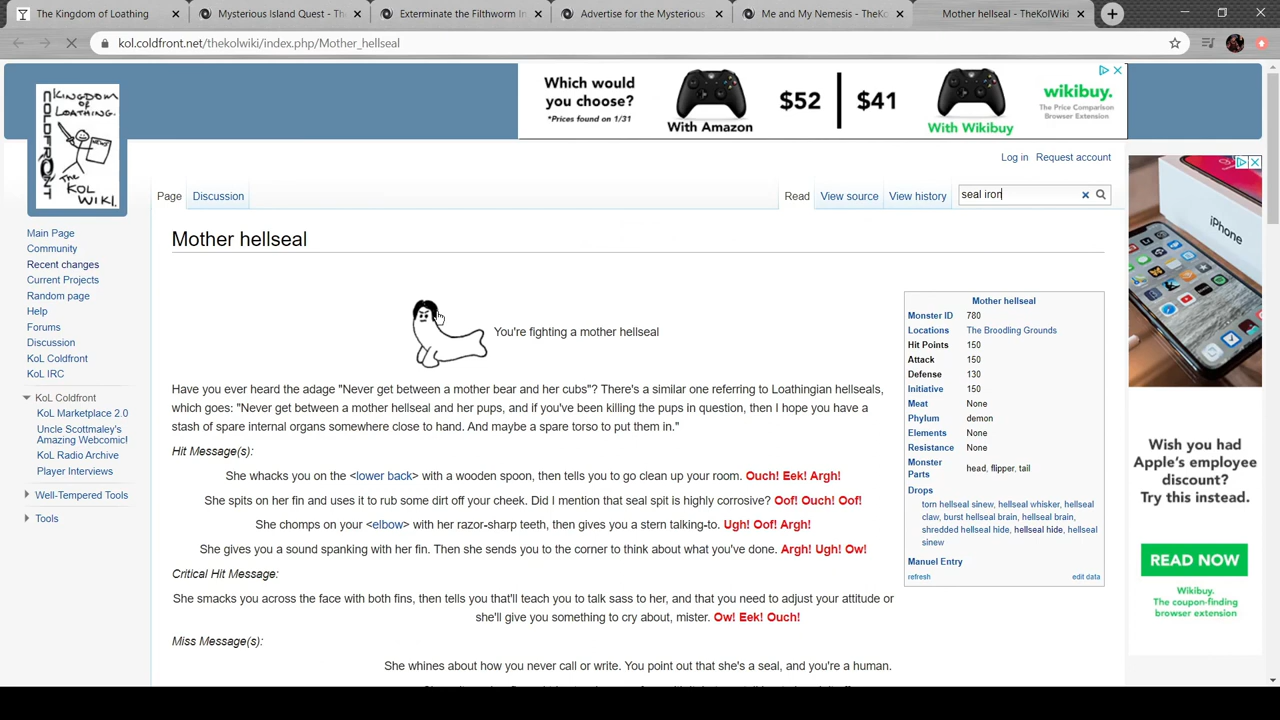 The Kingdom of Loathing
Mysterious Island Quest - Th
Exterminate the Filthworm In
Advertise for the Mysterious
Me and My Nemesis - TheKo
Mother hellseal - TheKolWiki
kol.coldfront.net/thekolwiki/index.php/Mother_hellseal
KINGDOM OF LOATHING.
COLDFRONT
NEWS
The KOL WIKI.
Which would you choose?
*Prices found on 1/31
With Amazon
$52
$41
With Wikibuy
wikibuy.
The Price Comparison
Browser Extension
Log in
Request account
Page
Discussion
Read
View source
View history
seal iron
Main Page
Community
Recent changes
Current Projects
Random page
Help
Forums
Discussion
KoL Coldfront
KoL IRC
KoL Coldfront
KoL Marketplace 2.0
Uncle Scottmaley's
Amazing Webcomic!
KoL Radio Archive
Player Interviews
Well-Tempered Tools
Tools
Mother hellseal
You're fighting a mother hellseal
Have you ever heard the adage "Never get between a mother bear and her cubs"? There's a similar one referring to Loathingian hellseals,
which goes: "Never get between a mother hellseal and her pups, and if you've been killing the pups in question, then I hope you have a
stash of spare internal organs somewhere close to hand. And maybe a spare torso to put them in."
Hit Message(s):
She whacks you on the <lower back> with a wooden spoon, then tells you to go clean up your room. Ouch! Eek! Argh!
She spits on her fin and uses it to rub some dirt off your cheek. Did I mention that seal spit is highly corrosive? Oof! Ouch! Oof!
She chomps on your <elbow> with her razor-sharp teeth, then gives you a stern talking-to. Ugh! Oof! Argh!
She gives you a sound spanking with her fin. Then she sends you to the corner to think about what you've done. Argh! Ugh! Ow!
Critical Hit Message:
She smacks you across the face with both fins, then tells you that'll teach you to talk sass to her, and that you need to adjust your attitude or
she'll give you something to cry about, mister. Ow! Eek! Ouch!
Miss Message(s):
She whines about how you never call or write. You point out that she's a seal, and you're a human.
Mother hellseal
Monster ID 780
Locations The Broodling Grounds
Hit Points 150
Attack 150
Defense 130
Initiative 150
Meat None
Phylum demon
Elements None
Resistance None
Monster Parts head, flipper, tail
Drops
torn hellseal sinew, hellseal whisker, hellseal
claw, burst hellseal brain, hellseal brain,
shredded hellseal hide, hellseal hide, hellseal
sinew
Manuel Entry
refresh
edit data
iPhone
Wish you had
Apple's employee
discount?
Try this instead.
READ NOW
Wikibuy.
The coupon-finding
browser extension